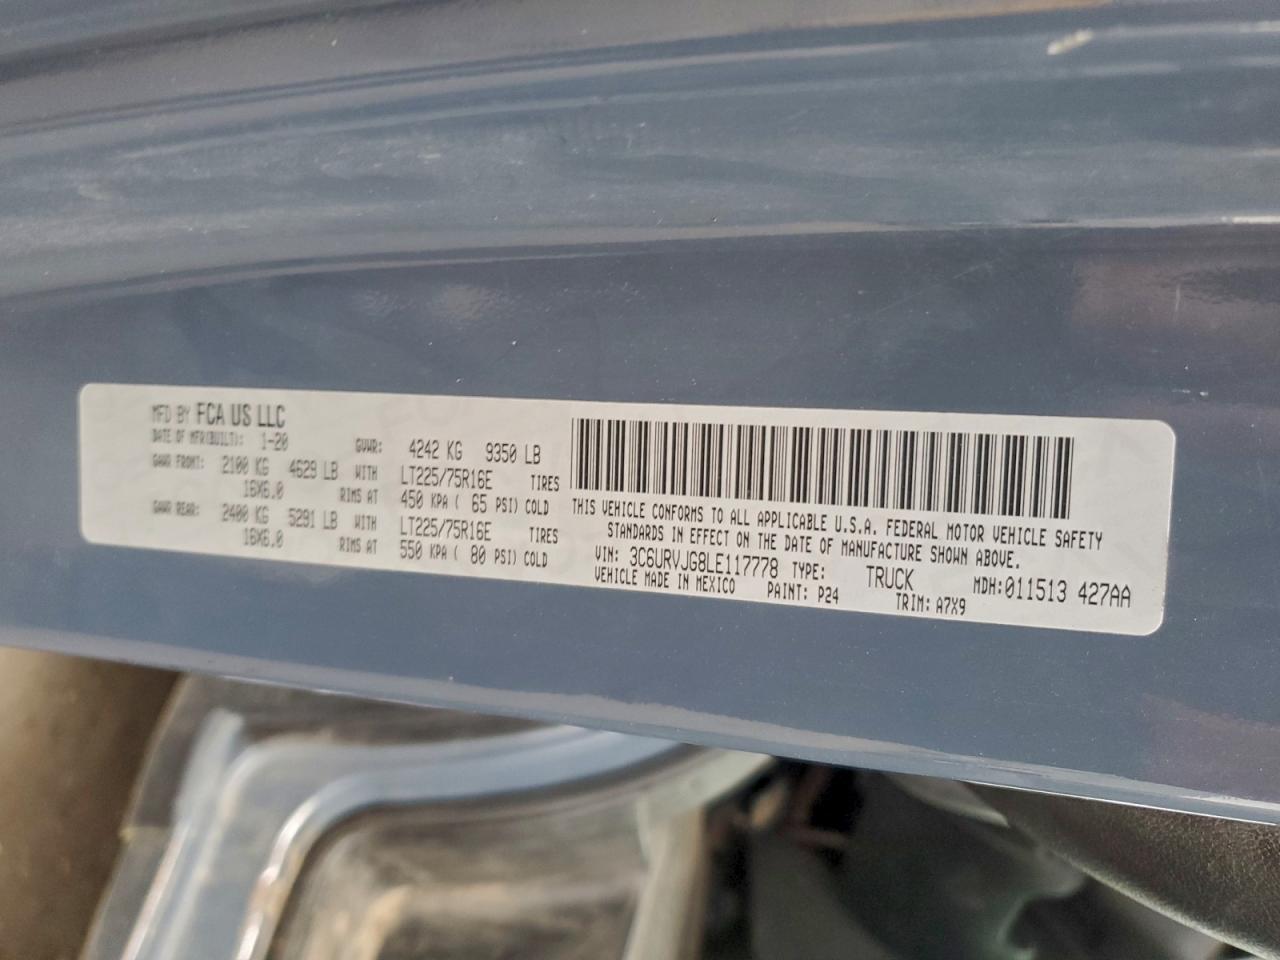 MFD BY FCA US LLC
DATE OF MFR(BUILT): 1-20 GVWR: 4242 KG 9350 LB
GAWR FRONT: 2100 KG 4629 LB WITH LT225/75R16E TIRES
16X6.0 RIMS AT 450 KPA ( 65 PSI) COLD
GAWR REAR: 2400 KG 5291 LB WITH LT225/75R16E TIRES
16X6.0 RIMS AT 550 KPA ( 80 PSI) COLD
THIS VEHICLE CONFORMS TO ALL APPLICABLE U.S.A. FEDERAL MOTOR VEHICLE SAFETY
STANDARDS IN EFFECT ON THE DATE OF MANUFACTURE SHOWN ABOVE.
VIN: 3C6URVJG8LE117778 TYPE: TRUCK MDH:011513 427AA
VEHICLE MADE IN MEXICO PAINT: P24 TRIM: A7X9